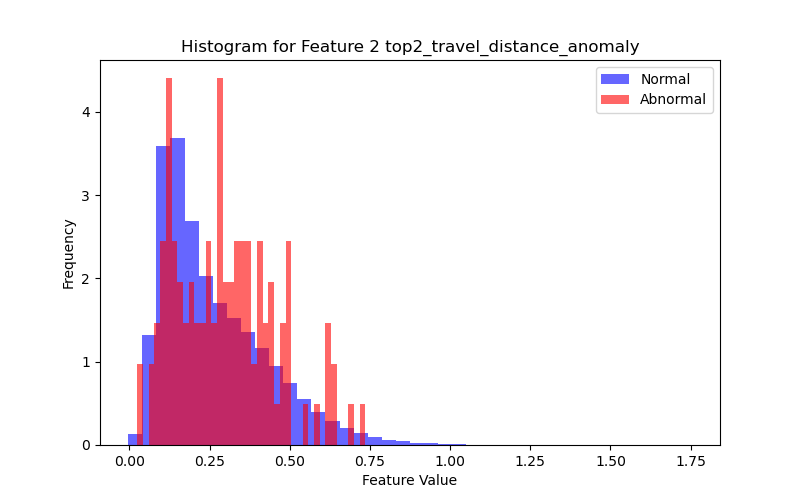 Histogram for Feature 2 top2_travel_distance_anomaly
Normal
Abnormal
Frequency
4
3
2
1
0
0.00 0.25 0.50 0.75 1.00 1.25 1.50 1.75
Feature Value